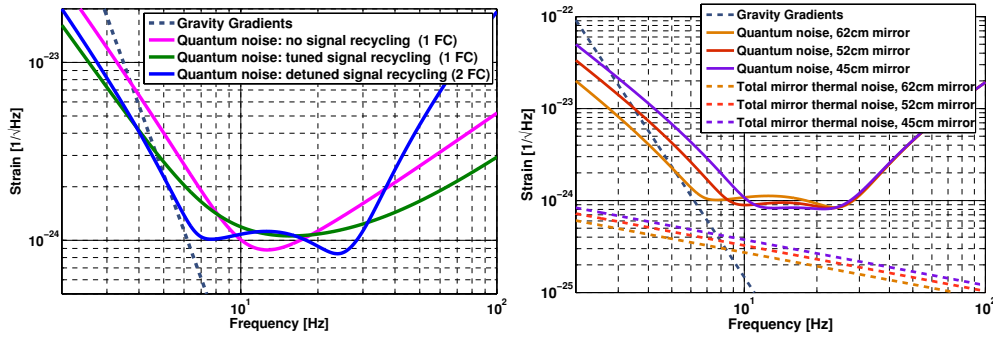 Gravity Gradients
Quantum noise: no signal recycling (1 FC)
Quantum noise: tuned signal recycling (1 FC)
Quantum noise: detuned signal recycling (2 FC)
10^-23
10^-24
Strain [1/√Hz]
10^1
10^2
Frequency [Hz]
Gravity Gradients
Quantum noise, 62cm mirror
Quantum noise, 52cm mirror
Quantum noise, 45cm mirror
Total mirror thermal noise, 62cm mirror
Total mirror thermal noise, 52cm mirror
Total mirror thermal noise, 45cm mirror
10^-22
10^-23
10^-24
10^-25
Strain [1/√Hz]
10^1
10^2
Frequency [Hz]